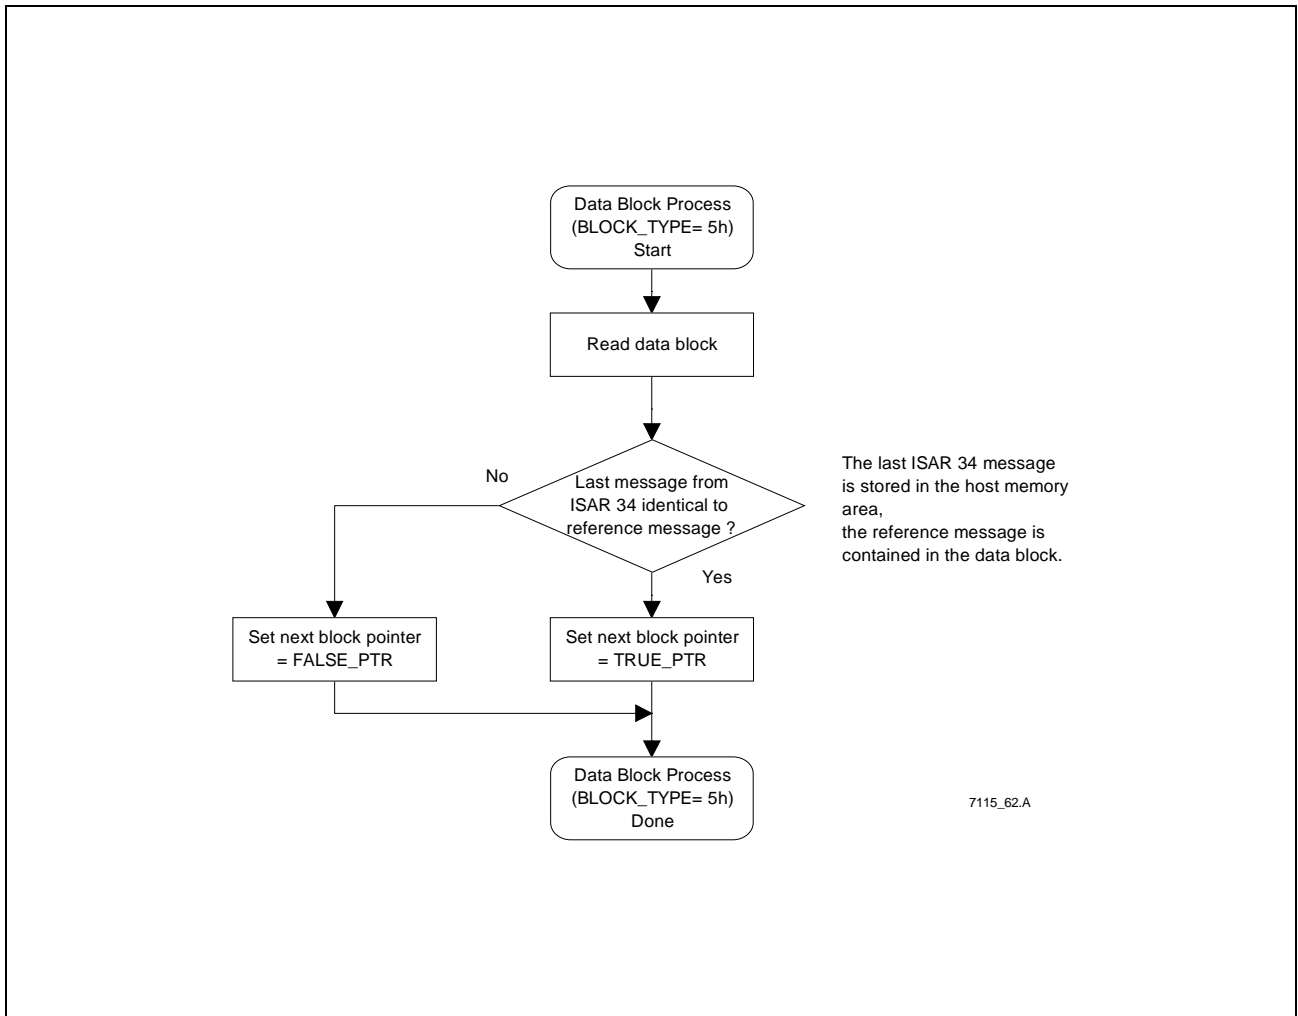 Data Block Process
(BLOCK_TYPE= 5h)
Start
Read data block
No
Last message from
ISAR 34 identical to
reference message ?
The last ISAR 34 message
is stored in the host memory
area,
the reference message is
contained in the data block.
Yes
Set next block pointer
= FALSE_PTR
Set next block pointer
= TRUE_PTR
Data Block Process
(BLOCK_TYPE= 5h)
Done
7115_62.A